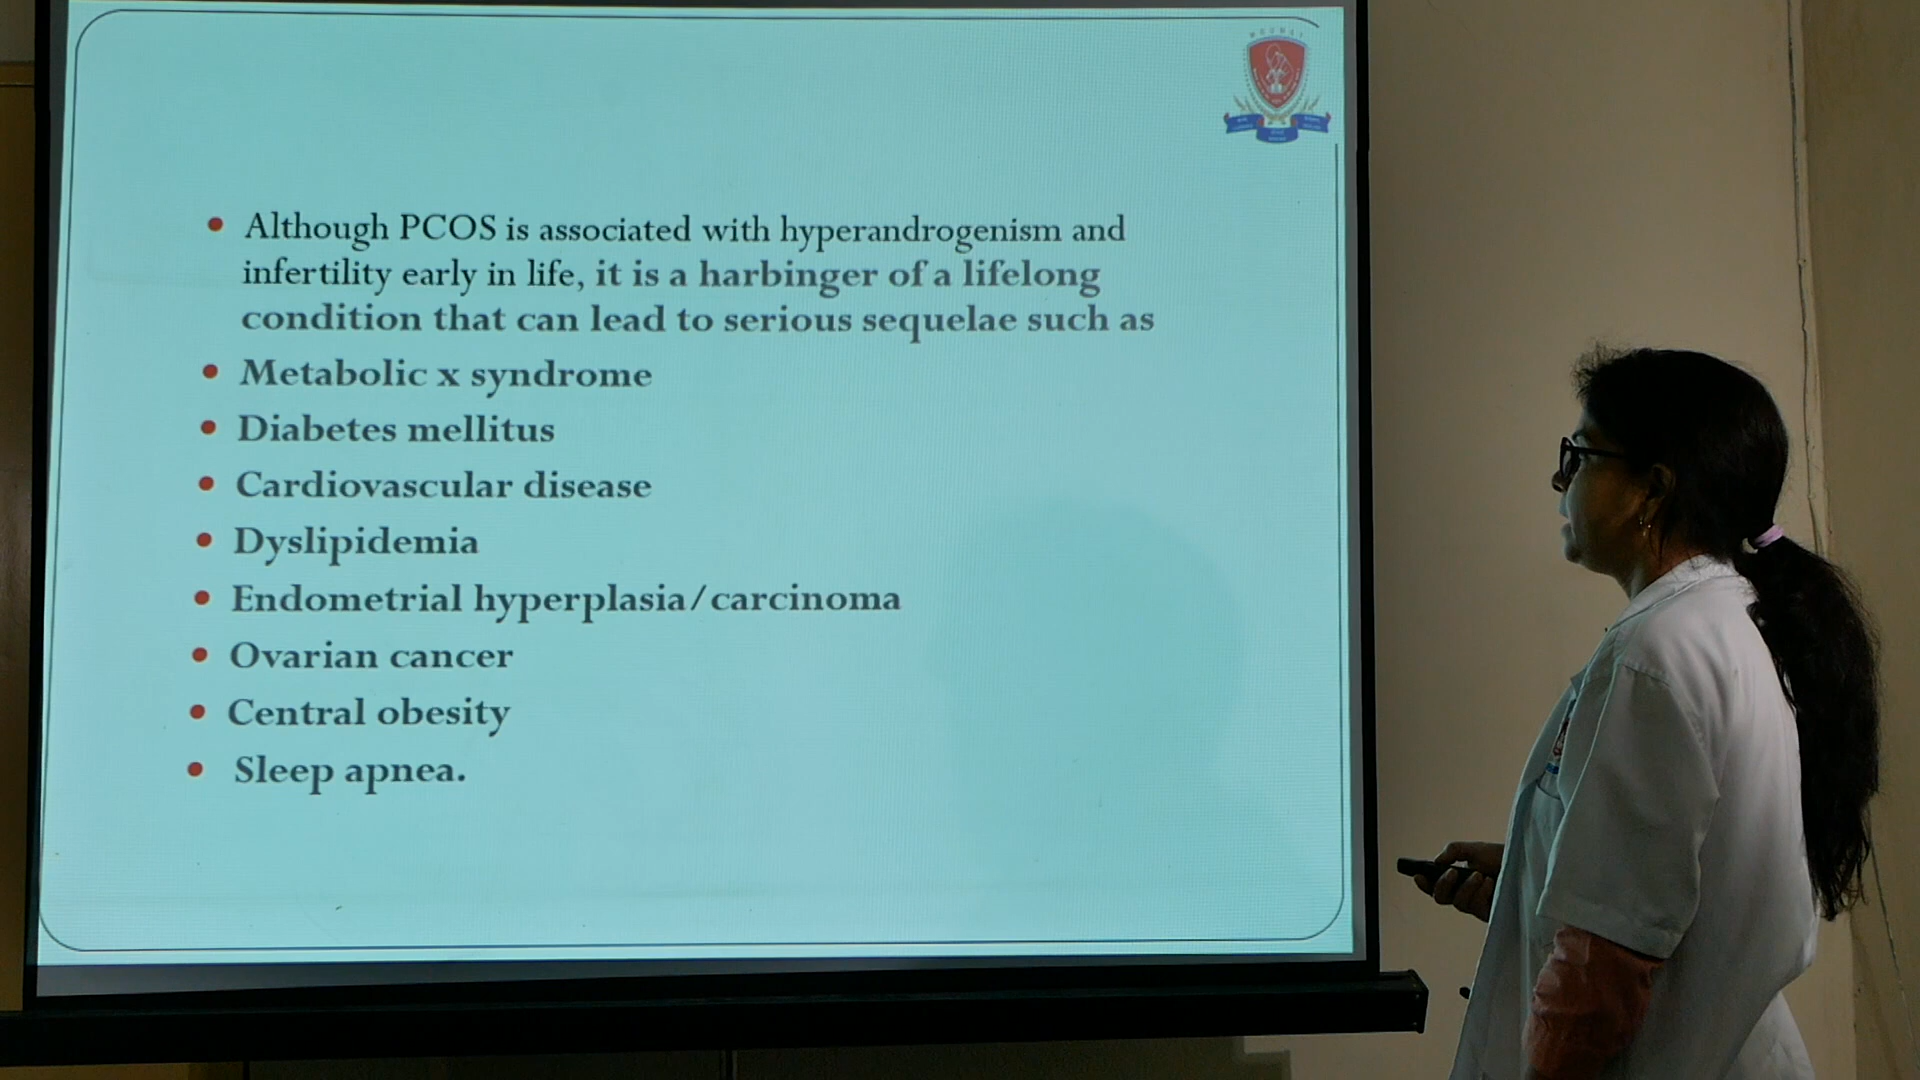 Although PCOS is associated with hyperandrogenism and
infertility early in life, it is a harbinger of a lifelong
condition that can lead to serious sequelae such as
Metabolic x syndrome
Diabetes mellitus
Cardiovascular disease
Dyslipidemia
Endometrial hyperplasia/carcinoma
Ovarian cancer
Central obesity
Sleep apnea.